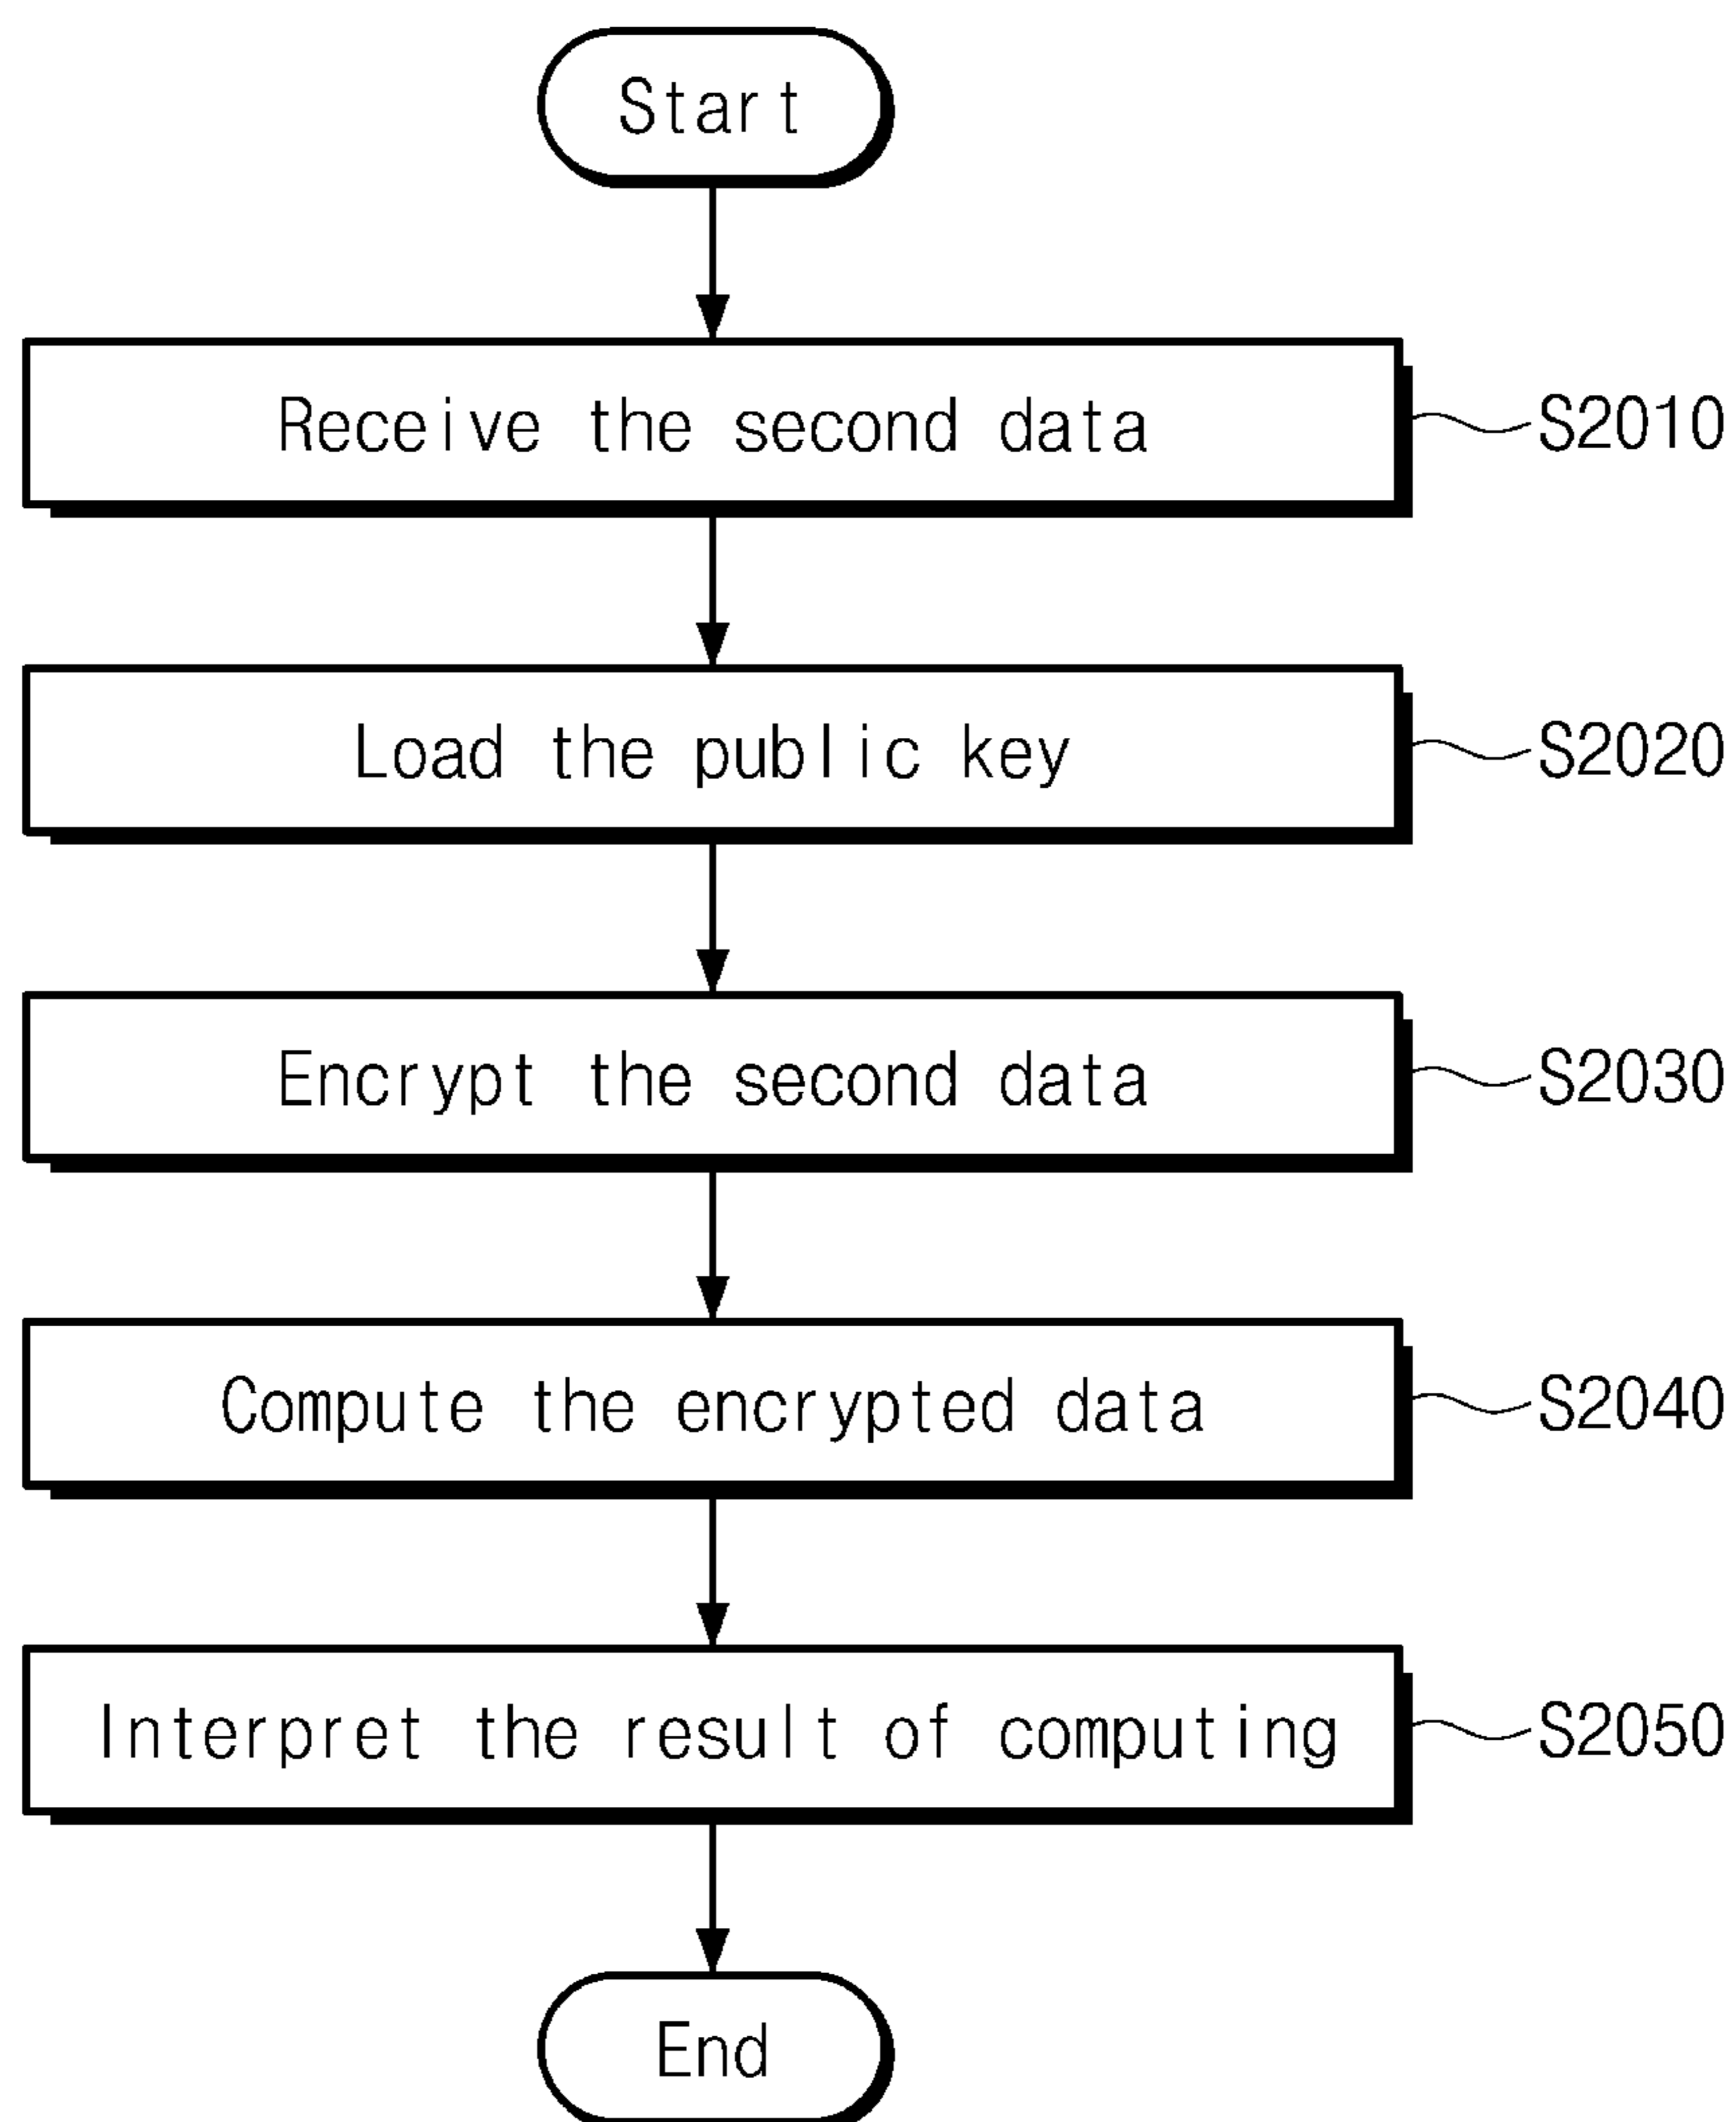 Start
Receive the second data
S2010
Load the public key
S2020
Encrypt the second data
S2030
Compute the encrypted data
S2040
Interpret the result of computing
S2050
End